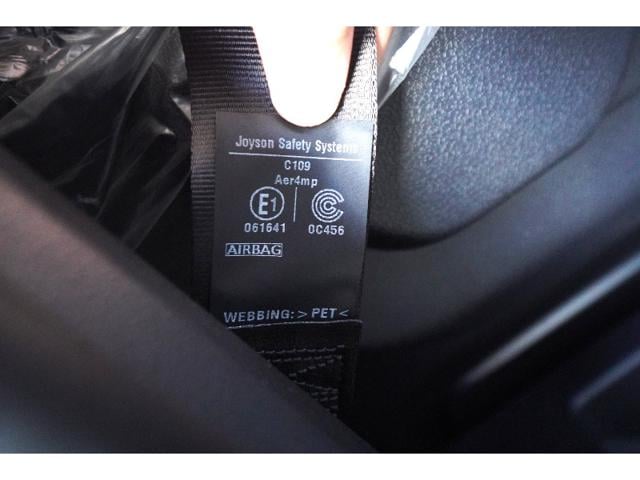 Joyson Safety Systems
C109
Aer4mp
E1
061641 0C456
AIRBAG
WEBBING: > PET <